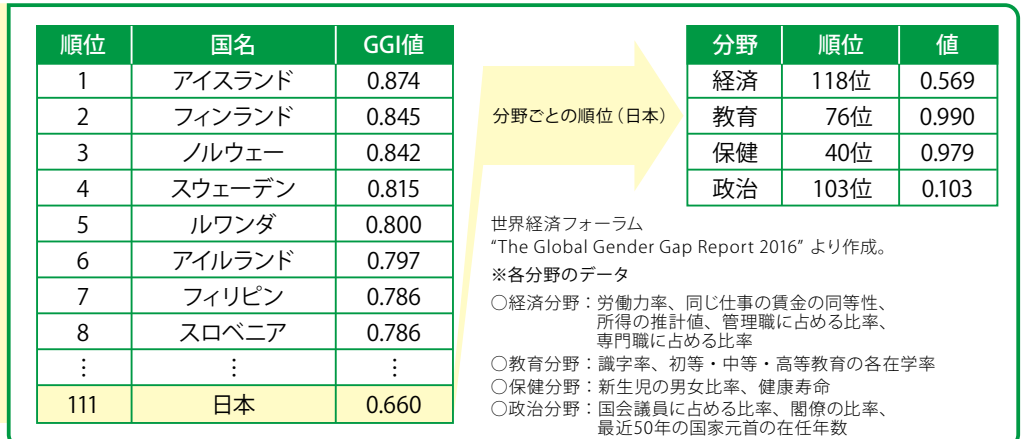 順位 国名 GGI値
1 アイスランド 0.874
2 フィンランド 0.845
3 ノルウェー 0.842
4 スウェーデン 0.815
5 ルワンダ 0.800
6 アイルランド 0.797
7 フィリピン 0.786
8 スロベニア 0.786
⋮ ⋮ ⋮
111 日本 0.660
分野ごとの順位(日本)
分野 順位 値
経済 118位 0.569
教育 76位 0.990
保健 40位 0.979
政治 103位 0.103
世界経済フォーラム
“The Global Gender Gap Report 2016” より作成。
※各分野のデータ
○経済分野:労働力率、同じ仕事の賃金の同等性、
所得の推計値、管理職に占める比率、
専門職に占める比率
○教育分野:識字率、初等・中等・高等教育の各在学率
○保健分野:新生児の男女比率、健康寿命
○政治分野:国会議員に占める比率、閣僚の比率、
最近50年の国家元首の在任年数